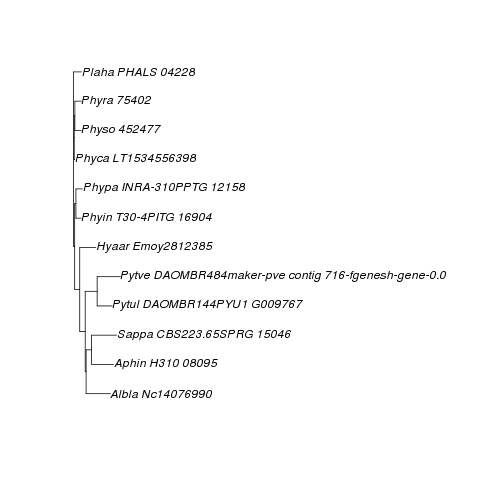 Plaha PHALS 04228
Phyra 75402
Physo 452477
Phyca LT1534556398
Phypa INRA-310PPTG 12158
Phyin T30-4PITG 16904
Hyaar Emoy2812385
Pytve DAOMBR484maker-pve contig 716-fgenesh-gene-0.0
Pytul DAOMBR144PYU1 G009767
Sappa CBS223.65SPRG 15046
Aphin H310 08095
Albla Nc14076990